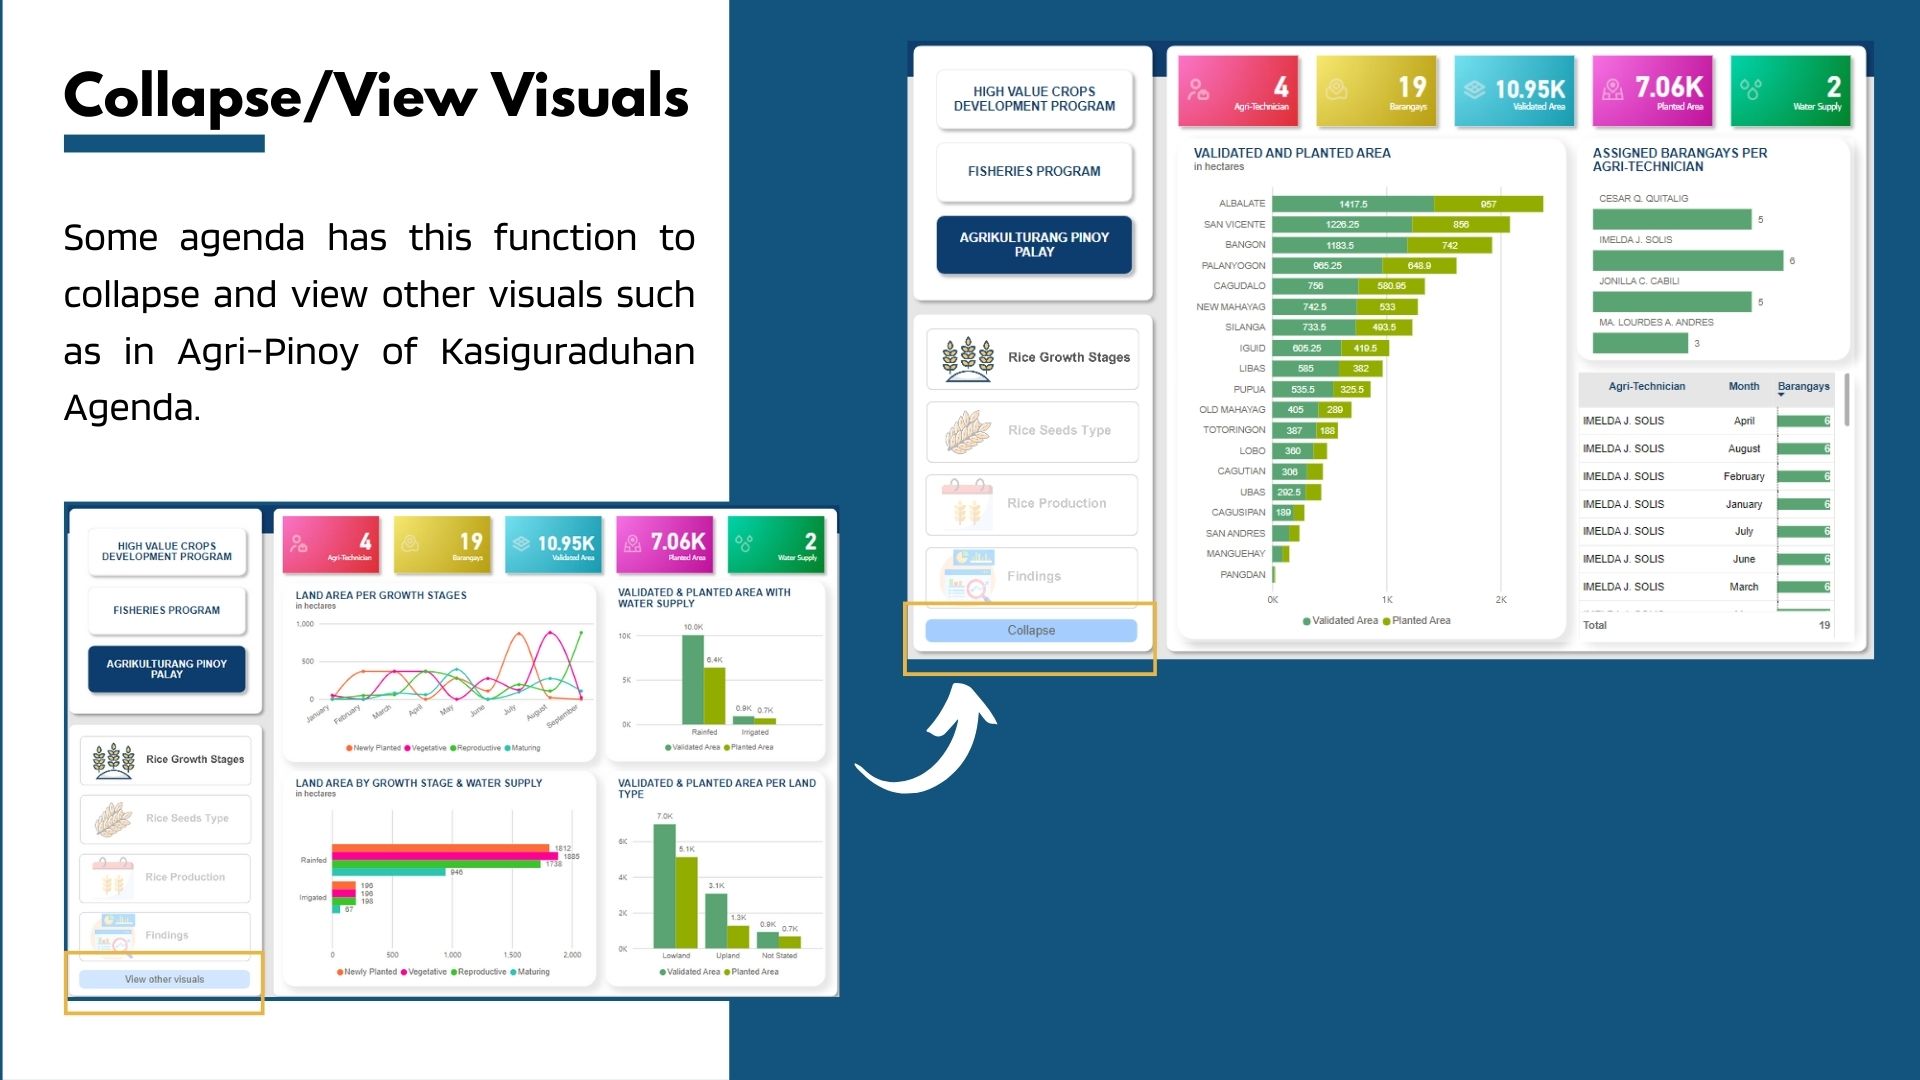 Collapse/View Visuals
Some agenda has this function to
collapse and view other visuals such
as in Agri-Pinoy of Kasiguraduhan
Agenda.
HIGH VALUE CROPS
DEVELOPMENT PROGRAM
FISHERIES PROGRAM
AGRIKULTURANG PINOY
PALAY
Rice Growth Stages
Rice Seeds Type
Rice Production
Findings
View other visuals
4
Agri-Technician
19
Barangays
10.95K
Validated Area
7.06K
Planted Area
2
Water Supply
LAND AREA PER GROWTH STAGES
in hectares
1,000
500
0
January February March April May June July August September
Newly Planted Vegetative Reproductive Maturing
VALIDATED & PLANTED AREA WITH
WATER SUPPLY
10K
5K
0K
10.0K
6.4K
0.9K 0.7K
Rainfed Irrigated
Validated Area Planted Area
LAND AREA BY GROWTH STAGE & WATER SUPPLY
in hectares
Rainfed
1812
1885
1738
946
Irrigated
196
196
198
67
0 500 1,000 1,500 2,000
Newly Planted Vegetative Reproductive Maturing
VALIDATED & PLANTED AREA PER LAND
TYPE
6K
4K
2K
0K
7.0K
5.1K
3.1K
1.3K
0.9K
0.7K
Lowland Upland Not Stated
Validated Area Planted Area
HIGH VALUE CROPS
DEVELOPMENT PROGRAM
FISHERIES PROGRAM
AGRIKULTURANG PINOY
PALAY
Rice Growth Stages
Rice Seeds Type
Rice Production
Findings
Collapse
4
Agri-Technician
19
Barangays
10.95K
Validated Area
7.06K
Planted Area
2
Water Supply
VALIDATED AND PLANTED AREA
in hectares
ALBALATE 1417.5 957
SAN VICENTE 1226.25 856
BANGON 1183.5 742
PALANYOGON 965.25 648.9
CAGUDALO 756 580.95
NEW MAHAYAG 742.5 533
SILANGA 733.5 493.5
IGUID 605.25 419.5
LIBAS 585 382
PUPUA 535.5 325.5
OLD MAHAYAG 405 289
TOTORINGON 387 188
LOBO 360
CAGUTIAN 306
UBAS 292.5
CAGUSIPAN 189
SAN ANDRES
MANGUEHAY
PANGDAN
0K 1K 2K
Validated Area Planted Area
ASSIGNED BARANGAYS PER
AGRI-TECHNICIAN
CESAR Q. QUITALIG
5
IMELDA J. SOLIS
6
JONILLA C. CABILI
5
MA. LOURDES A. ANDRES
3
Agri-Technician Month Barangays
IMELDA J. SOLIS April 6
IMELDA J. SOLIS August 6
IMELDA J. SOLIS February 6
IMELDA J. SOLIS January 6
IMELDA J. SOLIS July 6
IMELDA J. SOLIS June 6
IMELDA J. SOLIS March 6
Total 19